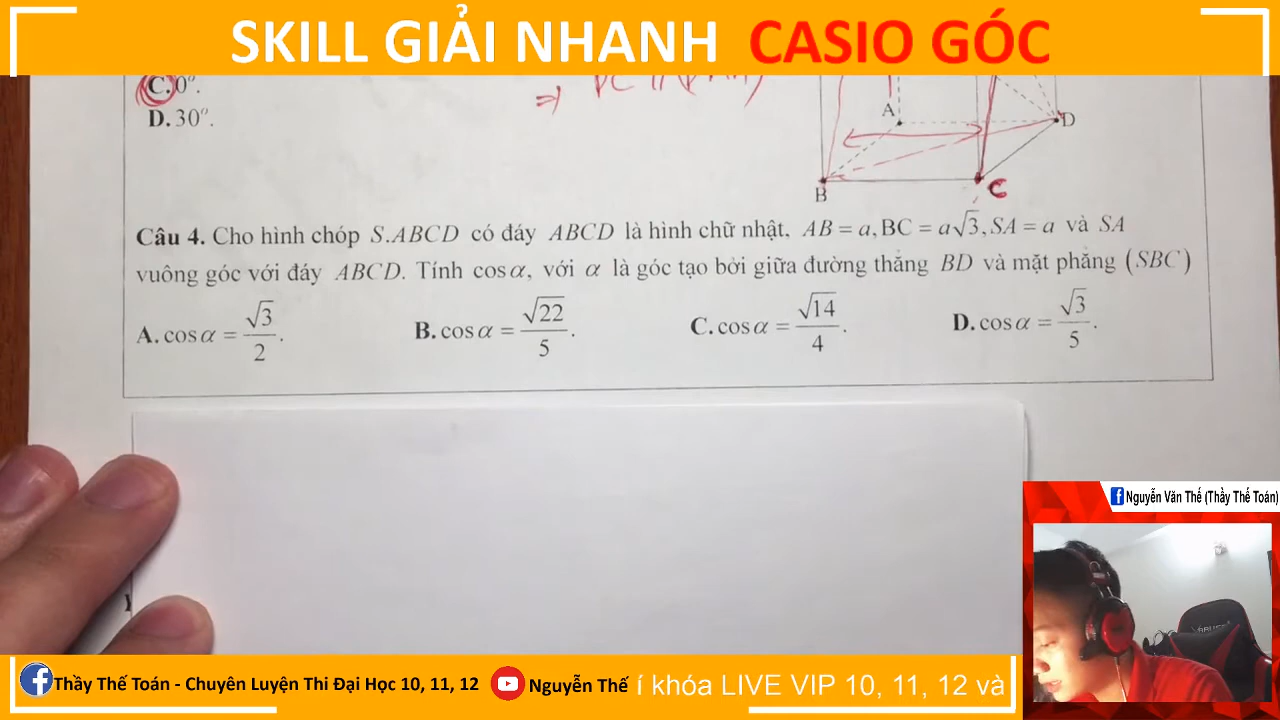 SKILL GIẢI NHANH CASIO GÓC
C. 0°.
D. 30°.
A
D
B
C
Câu 4. Cho hình chóp S.ABCD có đáy ABCD là hình chữ nhật, AB = a, BC = a√3, SA = a và SA
vuông góc với đáy ABCD. Tính cosα, với α là góc tạo bởi giữa đường thẳng BD và mặt phẳng (SBC)
A. cosα = √3/2. B. cosα = √22/5. C. cosα = √14/4. D. cosα = √3/5.
Nguyễn Văn Thế (Thầy Thế Toán)
Thầy Thế Toán - Chuyên Luyện Thi Đại Học 10, 11, 12 Nguyễn Thế í khóa LIVE VIP 10, 11, 12 và